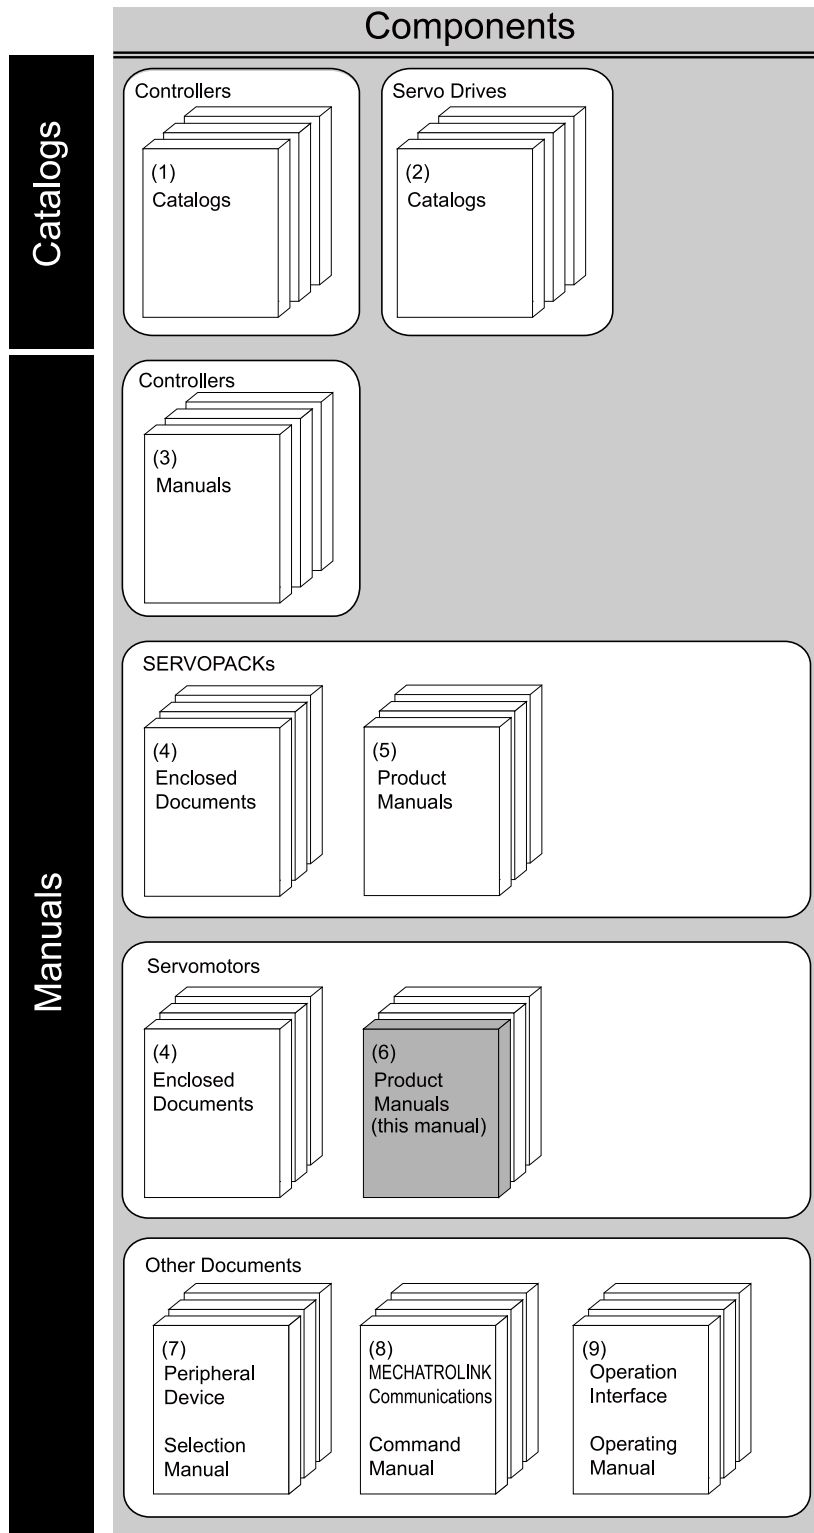 Components
Catalogs
Controllers
(1)
Catalogs
Servo Drives
(2)
Catalogs
Manuals
Controllers
(3)
Manuals
SERVOPACKs
(4)
Enclosed
Documents
(5)
Product
Manuals
Servomotors
(4)
Enclosed
Documents
(6)
Product
Manuals
(this manual)
Other Documents
(7)
Peripheral
Device
Selection
Manual
(8)
MECHATROLINK
Communications
Command
Manual
(9)
Operation
Interface
Operating
Manual